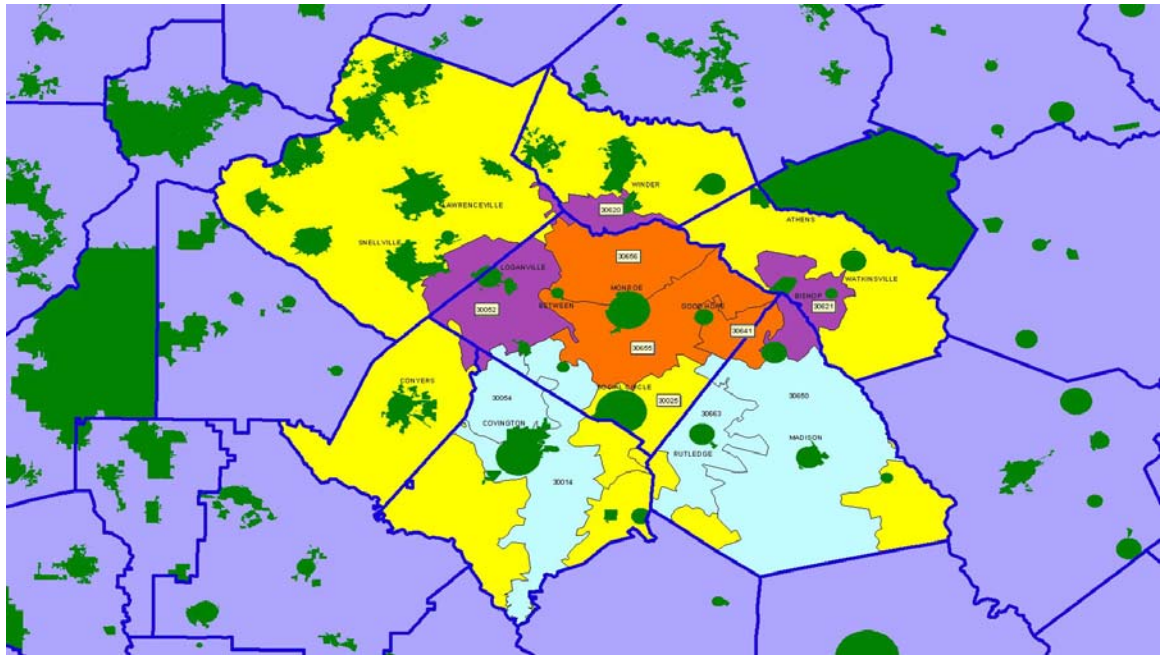 WINDER
LAWRENCEVILLE
30620
ATHENS
SNELLVILLE
30656
LOGANVILLE
WATKINSVILLE
MONROE
BISHOP
BETWEEN
GOOD HOPE
30621
30052
30641
30655
CONYERS
SOCIAL CIRCLE
30054
30025
30650
30663
COVINGTON
MADISON
RUTLEDGE
30014